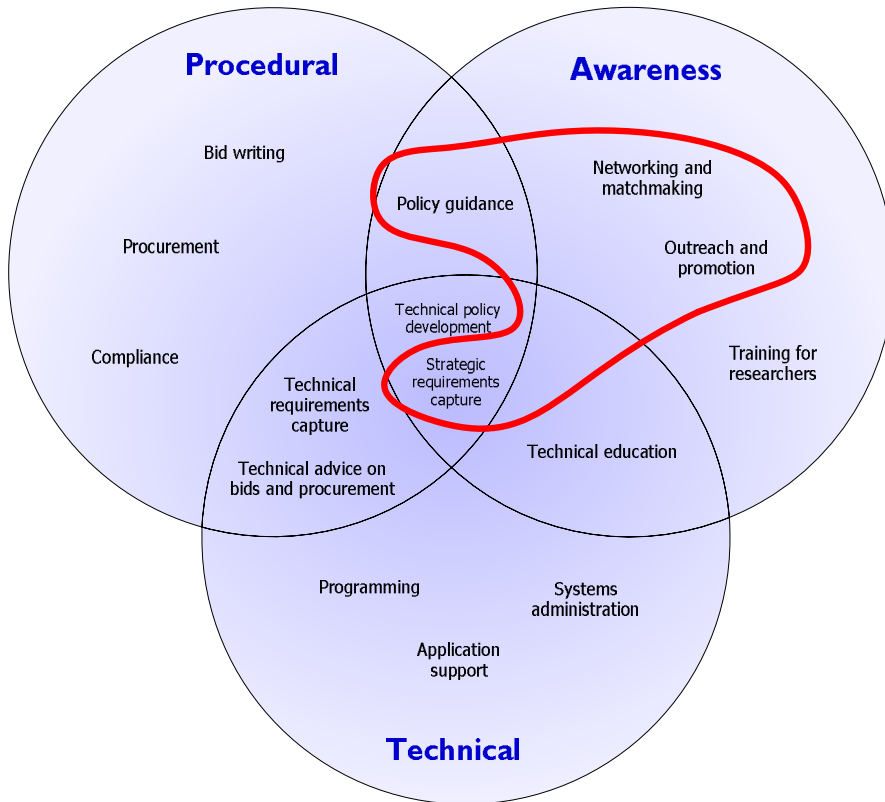 Procedural
Awareness
Bid writing
Networking and
matchmaking
Policy guidance
Procurement
Outreach and
promotion
Technical policy
development
Compliance
Strategic
requirements
capture
Training for
researchers
Technical
requirements
capture
Technical education
Technical advice on
bids and procurement
Programming
Systems
administration
Application
support
Technical